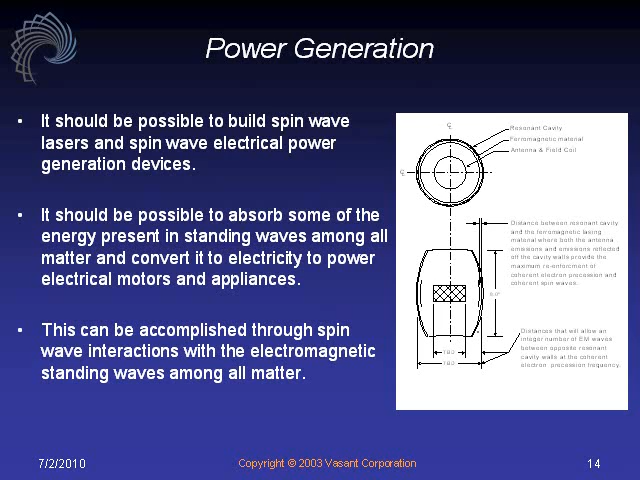 Power Generation
• It should be possible to build spin wave
lasers and spin wave electrical power
generation devices.
• It should be possible to absorb some of the
energy present in standing waves among all
matter and convert it to electricity to power
electrical motors and appliances.
• This can be accomplished through spin
wave interactions with the electromagnetic
standing waves among all matter.
Resonant Cavity
Ferromagnetic material
Antenna & Field Coil
Distance between resonant cavity
and the ferromagnetic lasing
material where both the antenna
emissions and emissions reflected
off the cavity walls provide the
maximum re-enforcement of
coherent electron precession and
coherent spin waves.
Distances that will allow an
integer number of EM waves
between opposite resonant
cavity walls at the coherent
electron precession frequency.
7/2/2010
Copyright © 2003 Vasant Corporation
14